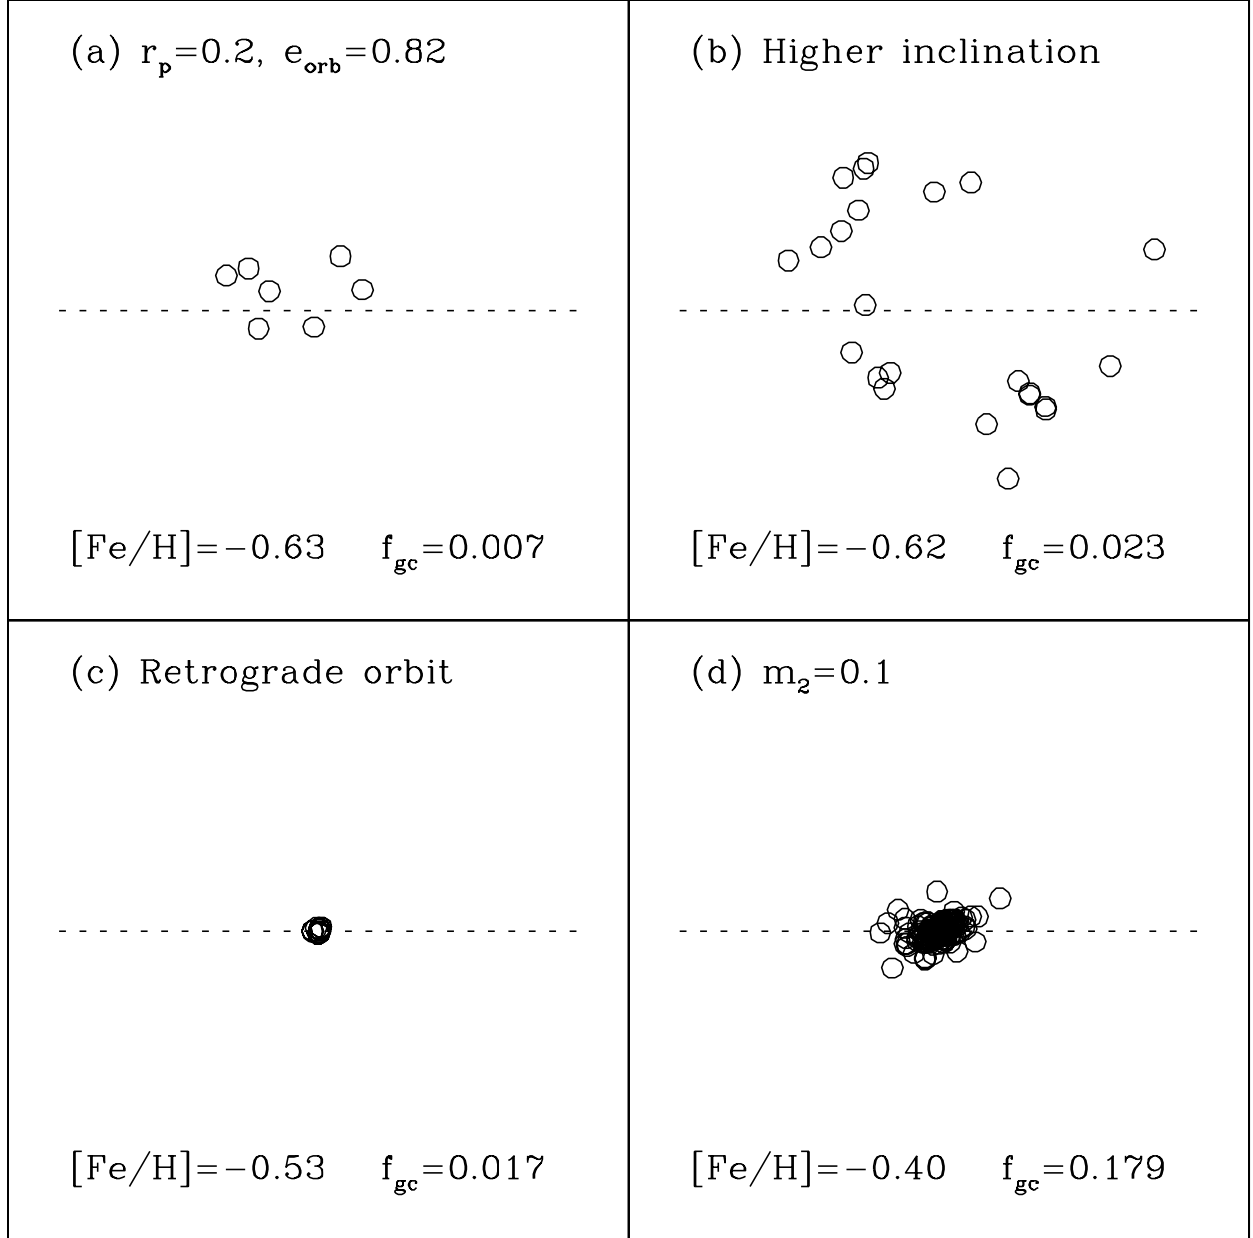 (a) r_p=0.2, e_orb=0.82
(b) Higher inclination
[Fe/H]=−0.63 f_gc=0.007
[Fe/H]=−0.62 f_gc=0.023
(c) Retrograde orbit
(d) m_2=0.1
[Fe/H]=−0.53 f_gc=0.017
[Fe/H]=−0.40 f_gc=0.179